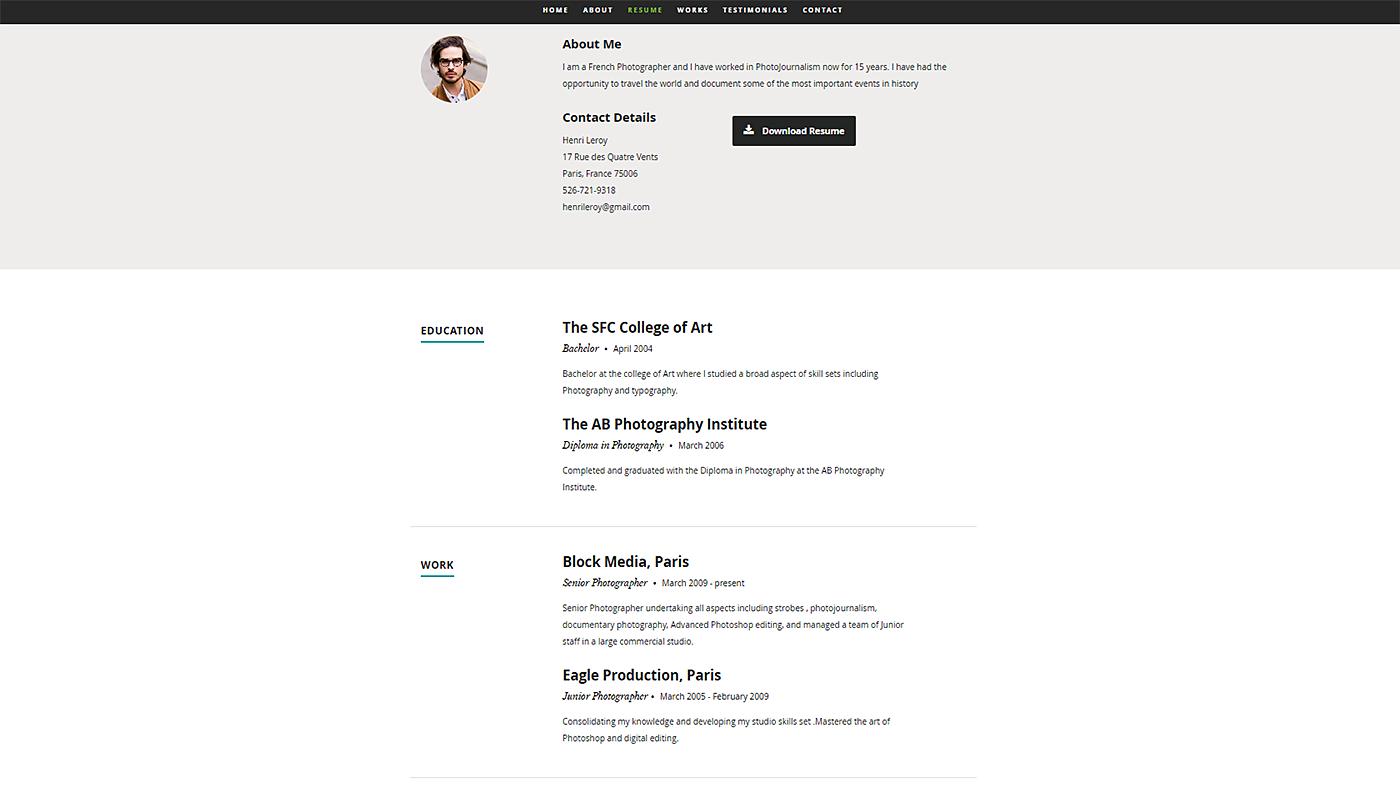 HOME ABOUT RESUME WORKS TESTIMONIALS CONTACT
About Me
I am a French Photographer and I have worked in PhotoJournalism now for 15 years. I have had the
opportunity to travel the world and document some of the most important events in history
Contact Details
Download Resume
Henri Leroy
17 Rue des Quatre Vents
Paris, France 75006
526-721-9318
henrileroy@gmail.com
EDUCATION
The SFC College of Art
Bachelor • April 2004
Bachelor at the college of Art where I studied a broad aspect of skill sets including
Photography and typography.
The AB Photography Institute
Diploma in Photography • March 2006
Completed and graduated with the Diploma in Photography at the AB Photography
Institute.
WORK
Block Media, Paris
Senior Photographer • March 2009 - present
Senior Photographer undertaking all aspects including strobes , photojournalism,
documentary photography, Advanced Photoshop editing, and managed a team of Junior
staff in a large commercial studio.
Eagle Production, Paris
Junior Photographer • March 2005 - February 2009
Consolidating my knowledge and developing my studio skills set .Mastered the art of
Photoshop and digital editing.